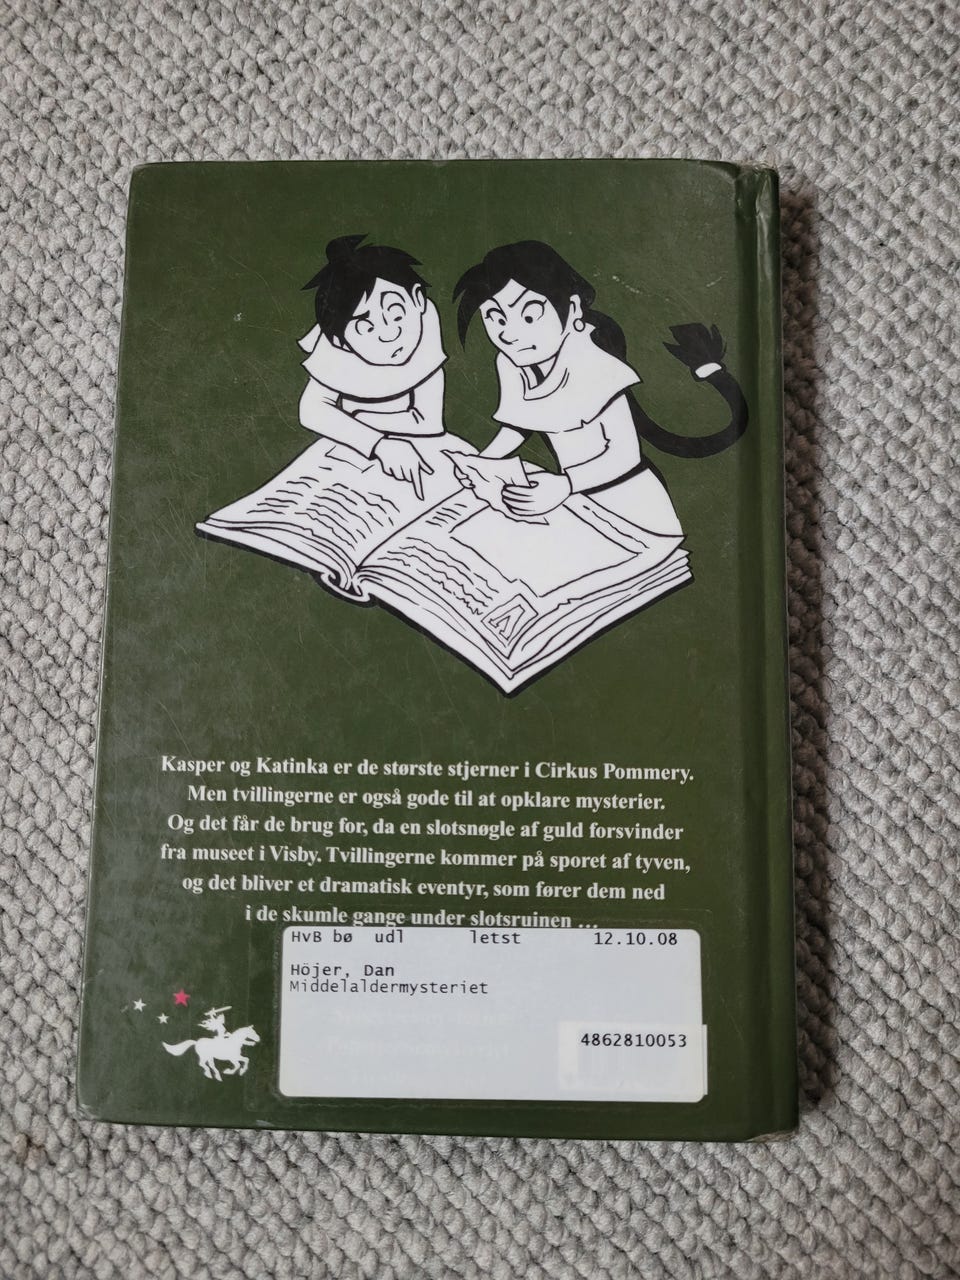 Kasper og Katinka er de største stjerner i Cirkus Pommery.
Men tvillingerne er også gode til at opklare mysterier.
Og det får de brug for, da en slotsnøgle af guld forsvinder
fra museet i Visby. Tvillingerne kommer på sporet af tyven,
og det bliver et dramatisk eventyr, som fører dem ned
i de skumle gange under slotsruinen ...
HvB bø udl letst 12.10.08
Höjer, Dan
Middelaldermysteriet
4862810053